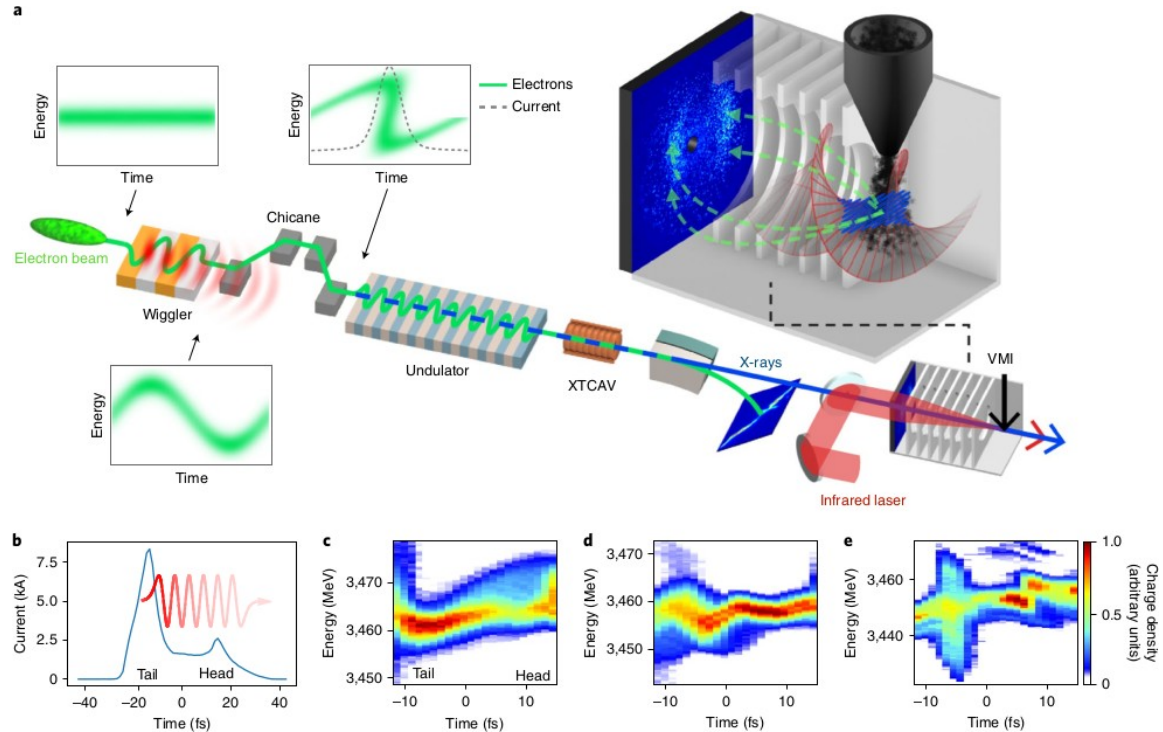 a
Energy
Time
Energy
Time
Electrons
Current
Electron beam
Wiggler
Chicane
Undulator
XTCAV
X-rays
VMI
Infrared laser
Energy
Time
b
Current (kA)
7.5
5.0
2.5
0
Tail
Head
–40
–20
0
20
40
Time (fs)
c
Energy (MeV)
3,470
3,460
3,450
Tail
Head
–10
0
10
Time (fs)
d
Energy (MeV)
3,470
3,460
3,450
–10
0
10
Time (fs)
e
Energy (MeV)
3,460
3,440
–10
0
10
Time (fs)
1.0
0.5
0
Charge density
(arbitrary units)